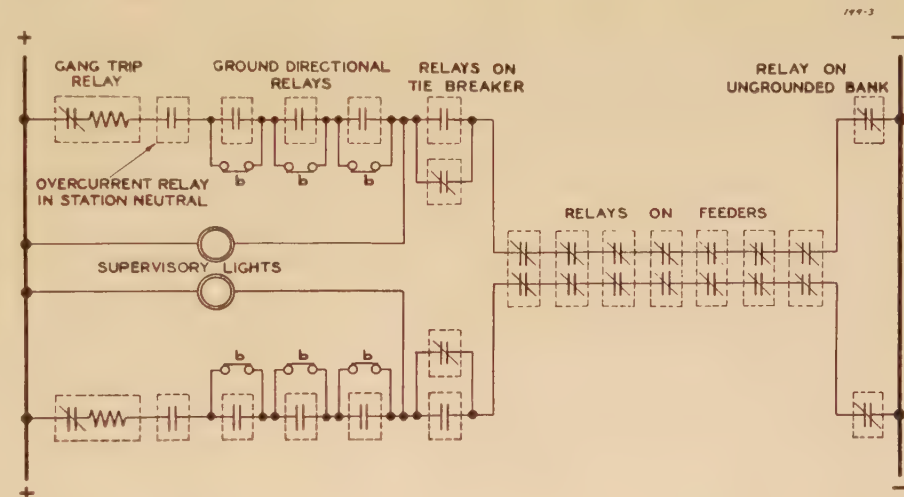 199-3
+
−
GANG TRIP
RELAY
GROUND DIRECTIONAL
RELAYS
RELAYS ON
TIE BREAKER
RELAY ON
UNGROUNDED BANK
b
b
b
OVERCURRENT RELAY
IN STATION NEUTRAL
RELAYS ON FEEDERS
SUPERVISORY LIGHTS
b
b
b
+
−